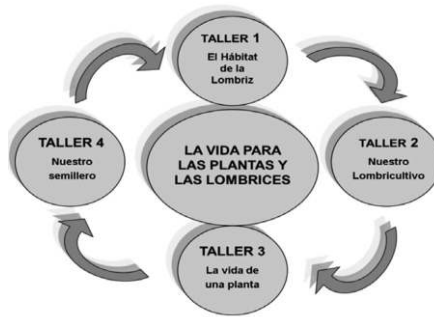 TALLER 1
El Hábitat
de la
Lombriz
TALLER 2
Nuestro
Lombricultivo
TALLER 3
La vida de
una planta
TALLER 4
Nuestro
semillero
LA VIDA PARA
LAS PLANTAS Y
LAS LOMBRICES